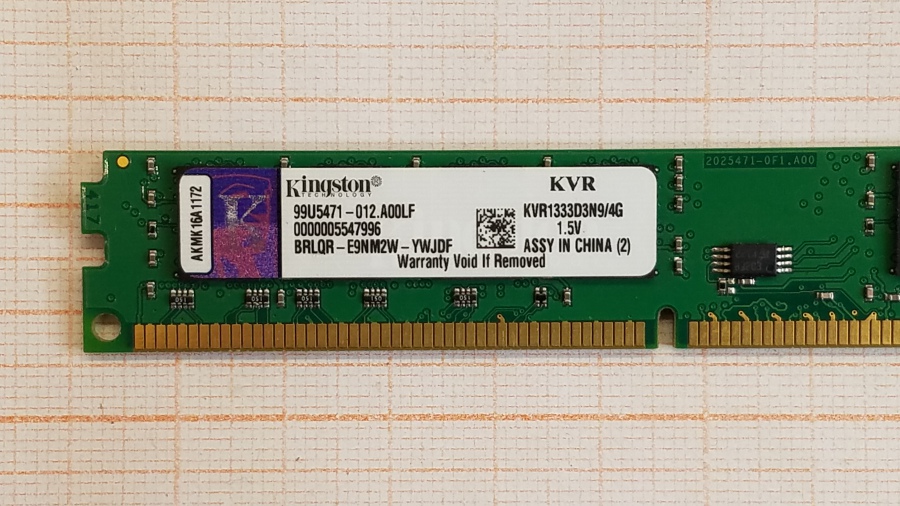 2025471-0F1.A00
AKMK16A1172
Kingston®
TECHNOLOGY
KVR
99U5471-012.A00LF
KVR1333D3N9/4G
0000005547996
1.5V
BRLQR-E9NM2W-YWJDF
ASSY IN CHINA (2)
Warranty Void If Removed